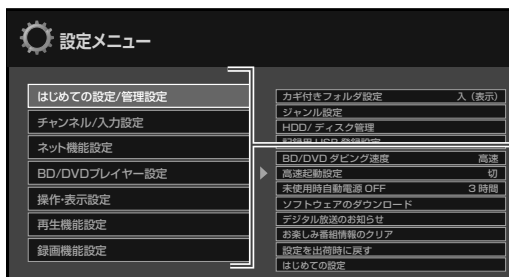 設定メニュー
はじめての設定/管理設定
チャンネル/入力設定
ネット機能設定
BD/DVDプレイヤー設定
操作・表示設定
再生機能設定
録画機能設定
カギ付きフォルダ設定 入（表示）
ジャンル設定
HDD/ ディスク管理
記録用 USB 登録設定
BD/DVD ダビング速度 高速
高速起動設定 切
未使用時自動電源 OFF 3 時間
ソフトウェアのダウンロード
デジタル放送のお知らせ
お楽しみ番組情報のクリア
設定を出荷時に戻す
はじめての設定